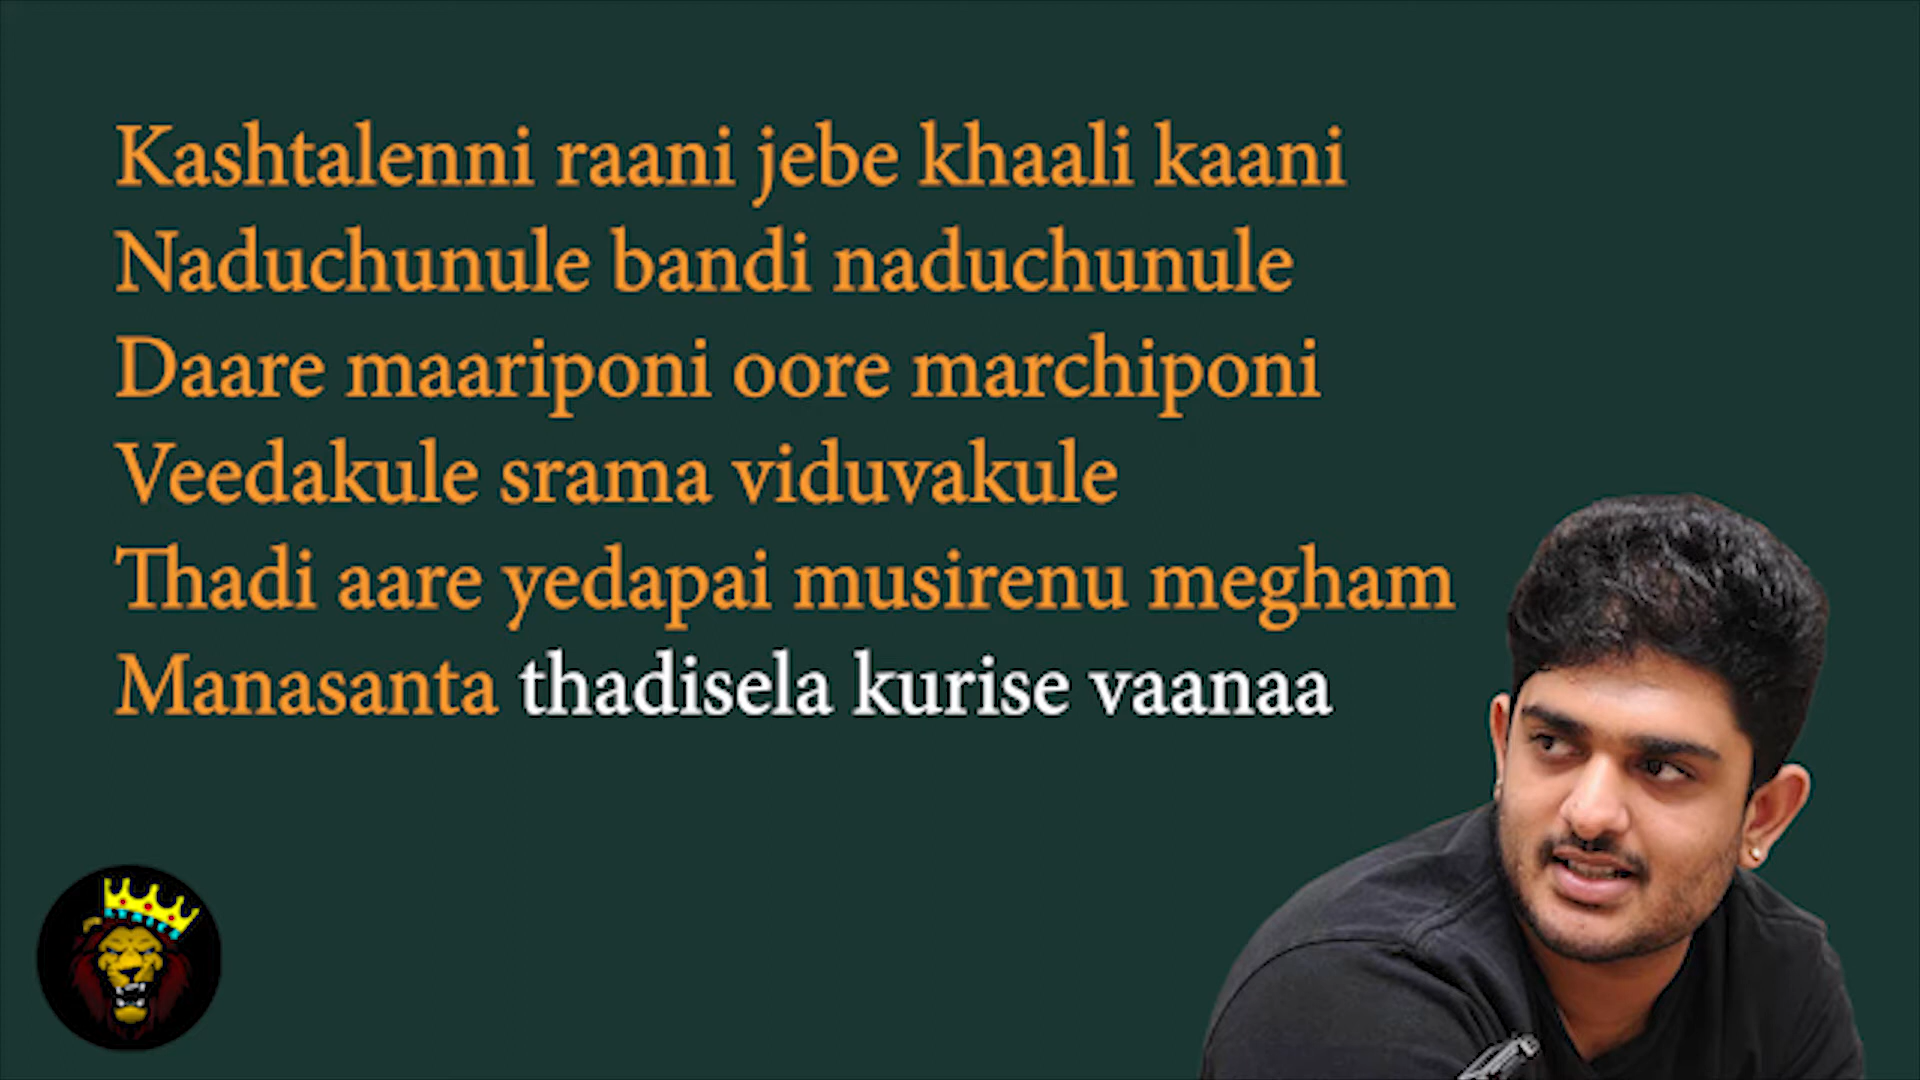 Kashtalenni raani jebe khaali kaani
Naduchunule bandi naduchunule
Daare maariponi oore marchiponi
Veedakule srama viduvakule
Thadi aare yedapai musirenu megham
Manasanta thadisela kurise vaanaa